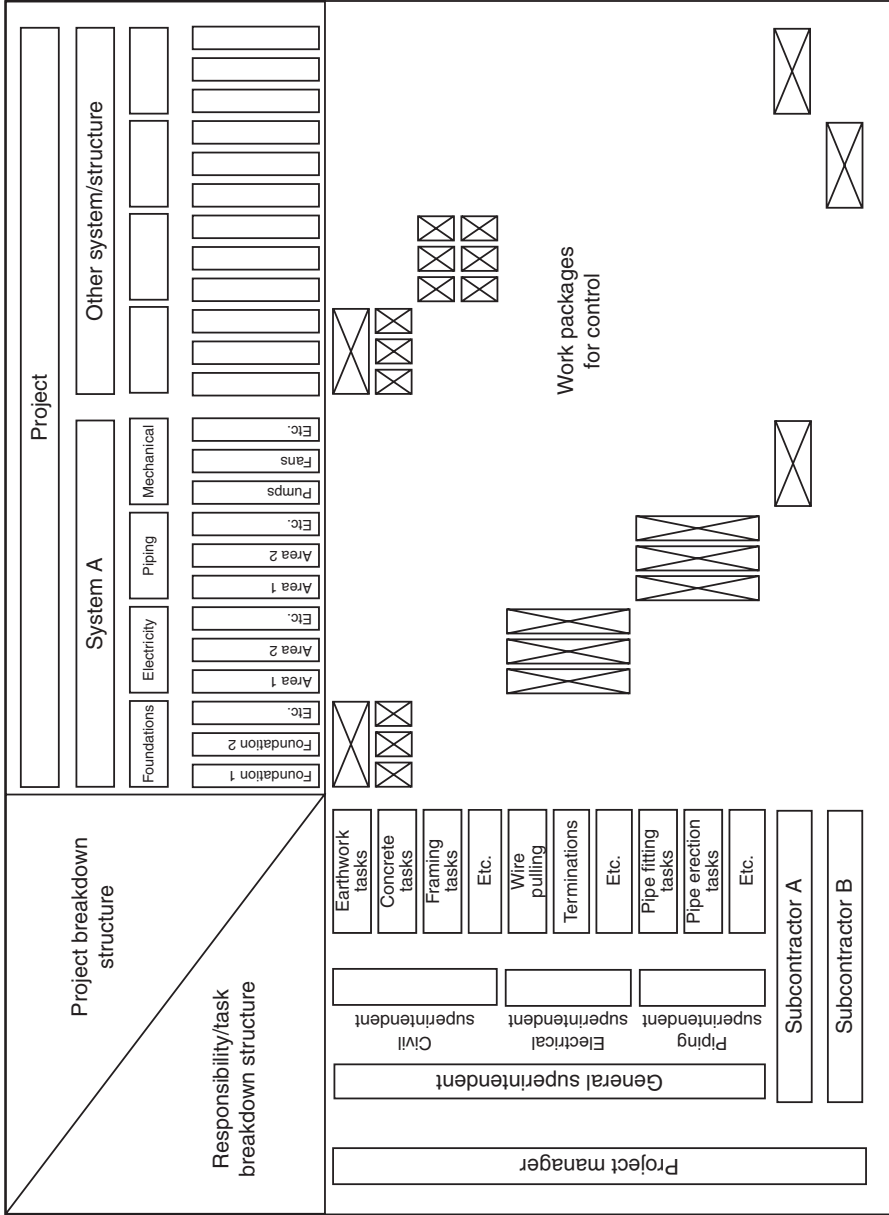 Project breakdown
structure
Responsibility/task
breakdown structure
Project
System A
Other system/structure
Foundations
Electricity
Piping
Mechanical
Foundation 1
Foundation 2
Etc.
Area 1
Area 2
Etc.
Area 1
Area 2
Etc.
Pumps
Fans
Etc.
Project manager
General superintendent
Civil
superintendent
Electrical
superintendent
Piping
superintendent
Earthwork
tasks
Concrete
tasks
Framing
tasks
Etc.
Wire
pulling
Terminations
Etc.
Pipe fitting
tasks
Pipe erection
tasks
Etc.
Subcontractor A
Subcontractor B
Work packages
for control